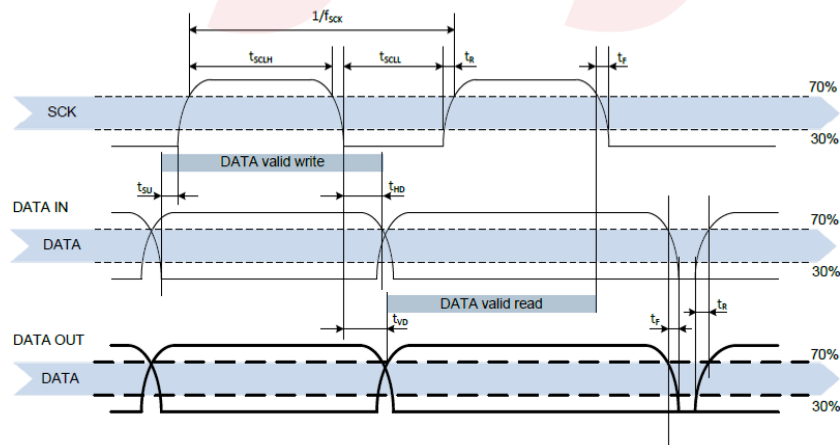 1/fSCK
tSCLH tSCLL tR tF
70%
SCK
30%
DATA valid write
tSU tHD
DATA IN
70%
DATA
30%
DATA valid read
tVD tF tR
DATA OUT
70%
DATA
30%